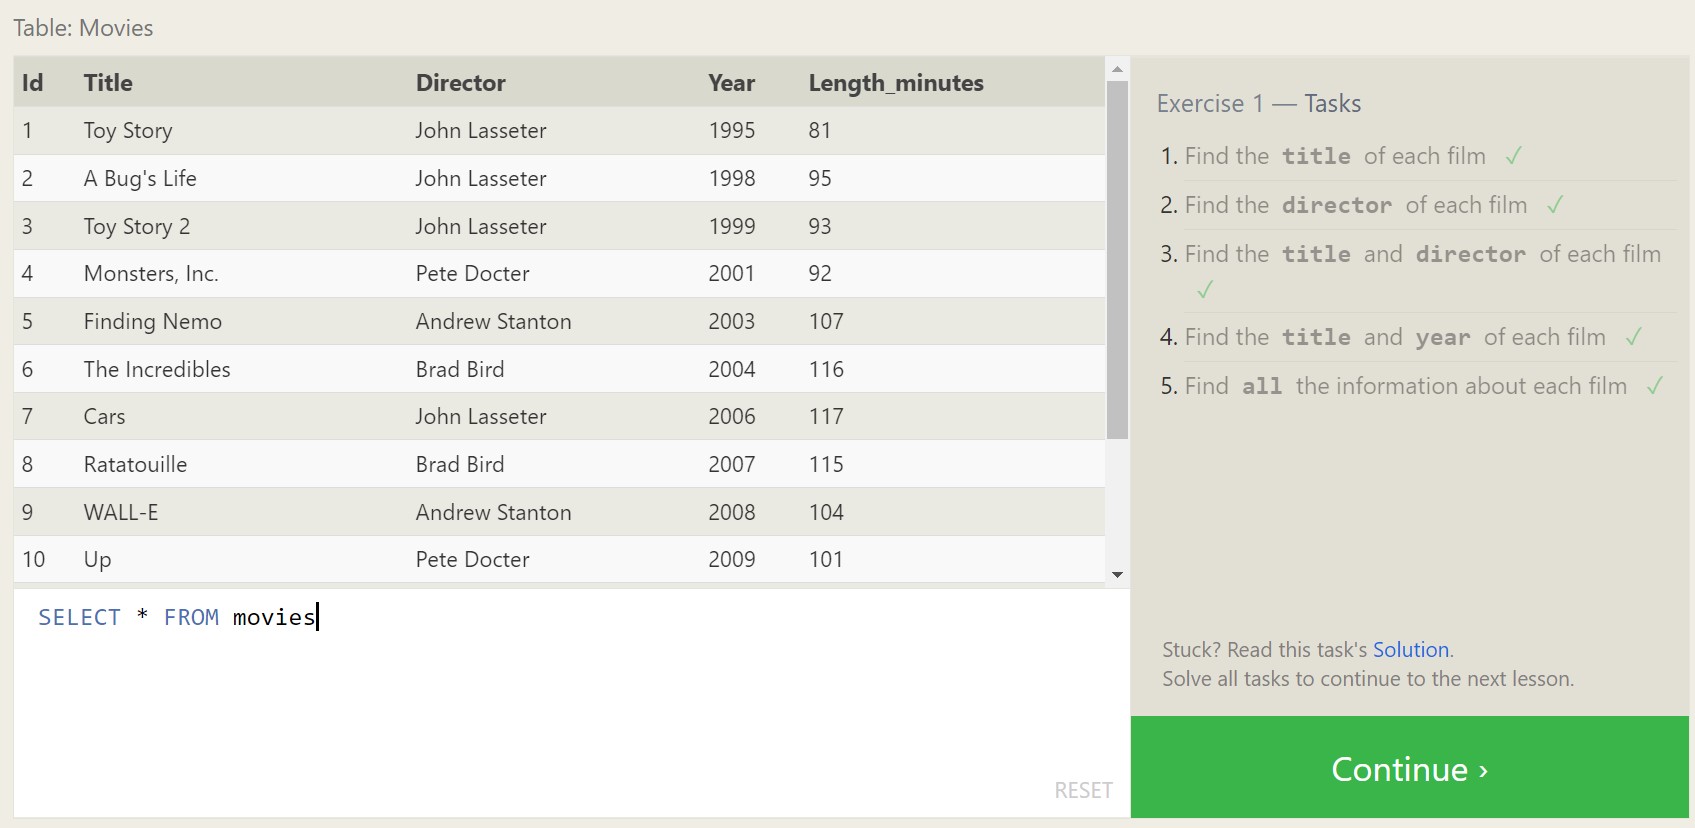 Table: Movies
Id Title Director Year Length_minutes
1 Toy Story John Lasseter 1995 81
2 A Bug's Life John Lasseter 1998 95
3 Toy Story 2 John Lasseter 1999 93
4 Monsters, Inc. Pete Docter 2001 92
5 Finding Nemo Andrew Stanton 2003 107
6 The Incredibles Brad Bird 2004 116
7 Cars John Lasseter 2006 117
8 Ratatouille Brad Bird 2007 115
9 WALL-E Andrew Stanton 2008 104
10 Up Pete Docter 2009 101
SELECT * FROM movies
RESET
Exercise 1 — Tasks
1. Find the title of each film ✓
2. Find the director of each film ✓
3. Find the title and director of each film
✓
4. Find the title and year of each film ✓
5. Find all the information about each film ✓
Stuck? Read this task's Solution.
Solve all tasks to continue to the next lesson.
Continue ›